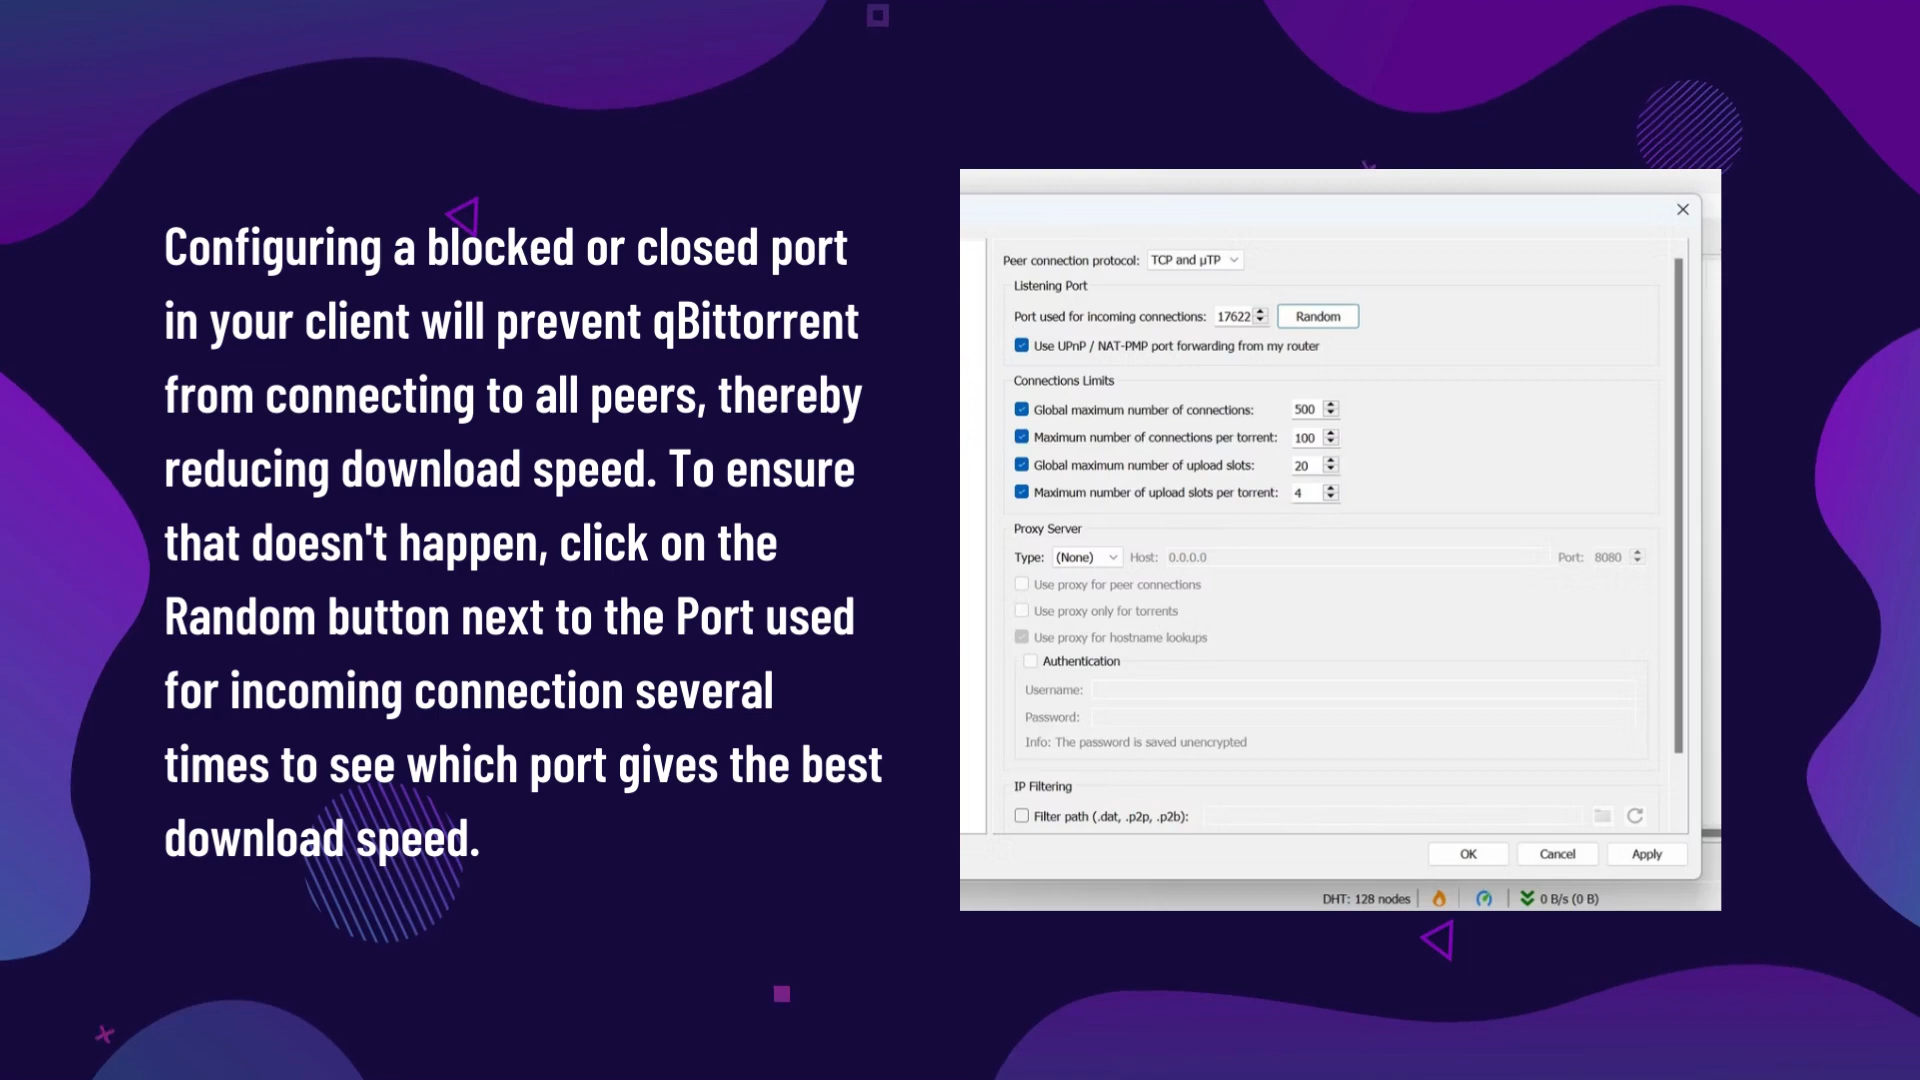 Configuring a blocked or closed port
in your client will prevent qBittorrent
from connecting to all peers, thereby
reducing download speed. To ensure
that doesn't happen, click on the
Random button next to the Port used
for incoming connection several
times to see which port gives the best
download speed.
Peer connection protocol: TCP and μTP
Listening Port
Port used for incoming connections: 17622 Random
Use UPnP / NAT-PMP port forwarding from my router
Connections Limits
Global maximum number of connections: 500
Maximum number of connections per torrent: 100
Global maximum number of upload slots: 20
Maximum number of upload slots per torrent: 4
Proxy Server
Type: (None) Host: 0.0.0.0 Port: 8080
Use proxy for peer connections
Use proxy only for torrents
Use proxy for hostname lookups
Authentication
Username:
Password:
Info: The password is saved unencrypted
IP Filtering
Filter path (.dat, .p2p, .p2b):
OK Cancel Apply
DHT: 128 nodes 0 B/s (0 B)